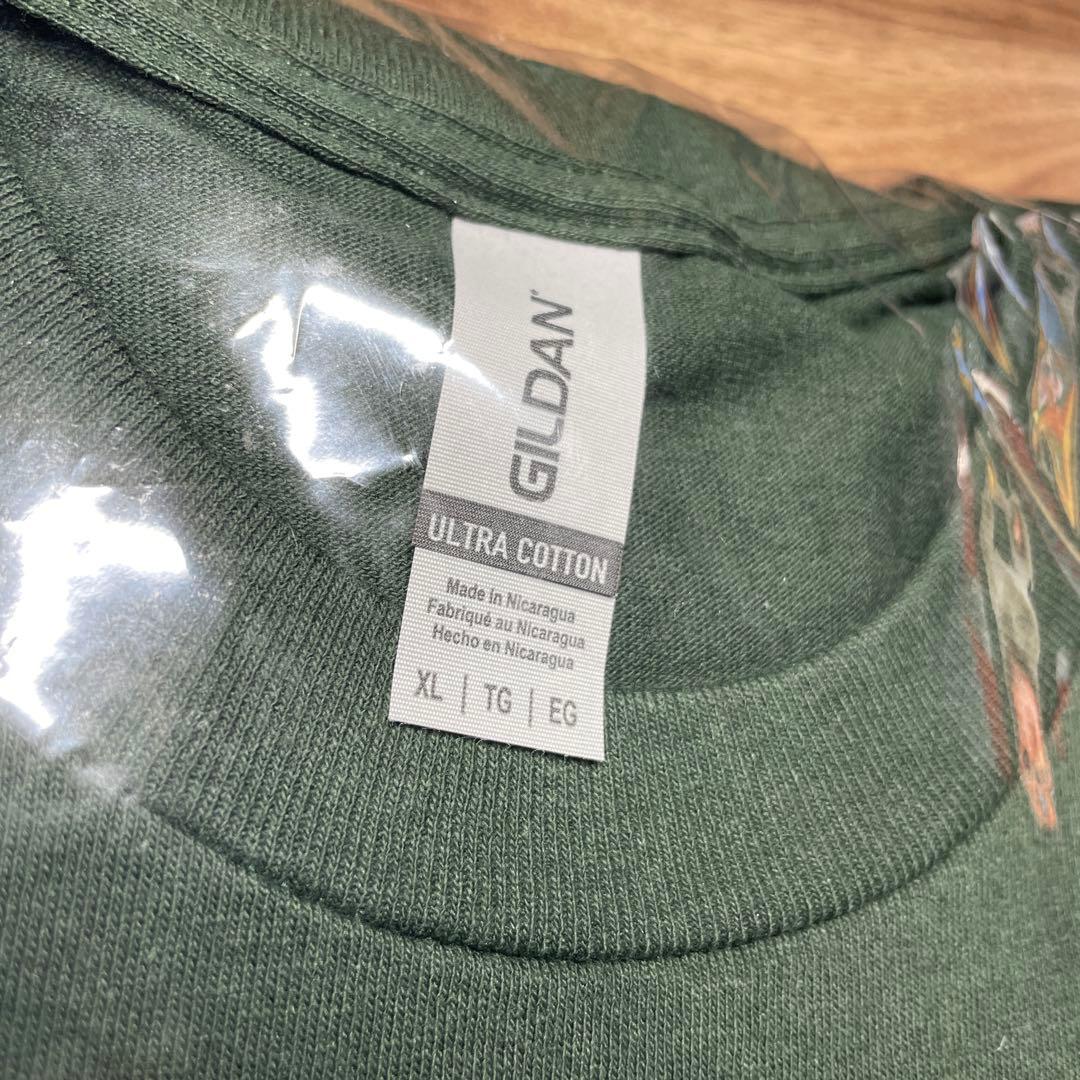 GILDAN®
ULTRA COTTON
Made in Nicaragua
Fabriqué au Nicaragua
Hecho en Nicaragua
XL | TG | EG